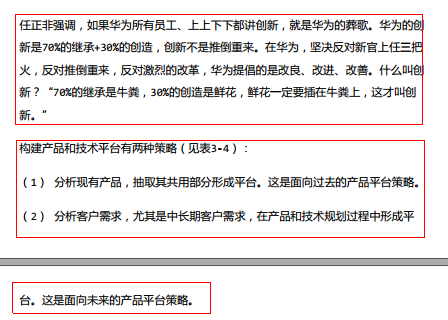 任正非强调，如果华为所有员工、上上下下都讲创新，就是华为的葬歌。华为的创
新是70%的继承+30%的创造，创新不是推倒重来。在华为，坚决反对新官上任三把
火，反对推倒重来，反对激烈的改革，华为提倡的是改良、改进、改善。什么叫创
新？“70%的继承是牛粪，30%的创造是鲜花，鲜花一定要插在牛粪上，这才叫创
新。”
构建产品和技术平台有两种策略（见表3-4）：
（1） 分析现有产品，抽取其共用部分形成平台。这是面向过去的产品平台策略。
（2） 分析客户需求，尤其是中长期客户需求，在产品和技术规划过程中形成平
台。这是面向未来的产品平台策略。